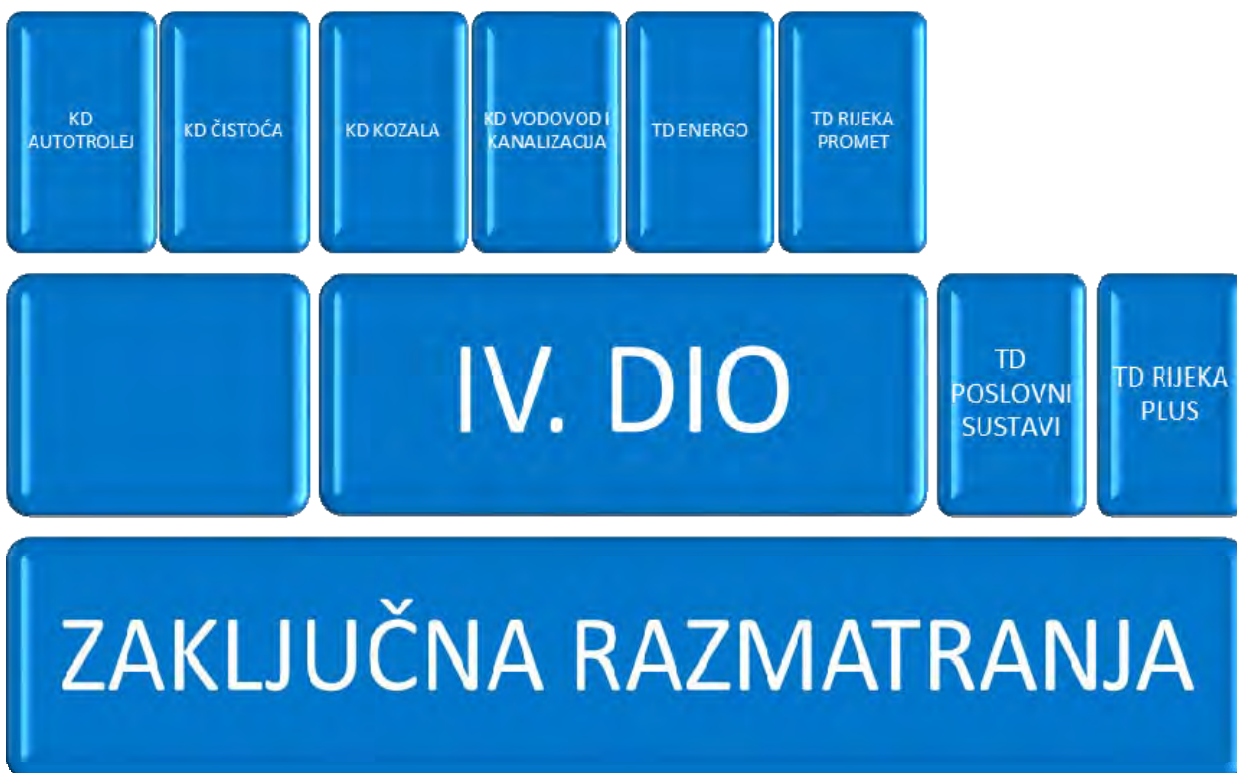 KD
AUTOTROLEJ
KD ČISTOĆA
KD KOZALA
KD VODOVOD I
KANALIZACIJA
TD ENERGO
TD RIJEKA
PROMET
IV. DIO
TD
POSLOVNI
SUSTAVI
TD RIJEKA
PLUS
ZAKLJUČNA RAZMATRANJA